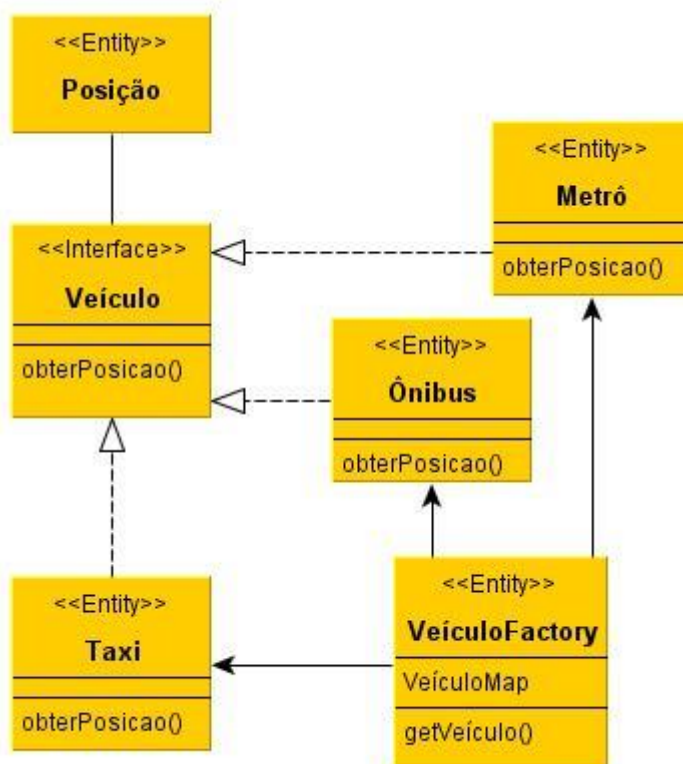 <<Entity>>
Posição
<<Interface>>
Veículo
obterPosicao()
<<Entity>>
Metrô
obterPosicao()
<<Entity>>
Ônibus
obterPosicao()
<<Entity>>
Taxi
obterPosicao()
<<Entity>>
VeículoFactory
VeículoMap
getVeículo()